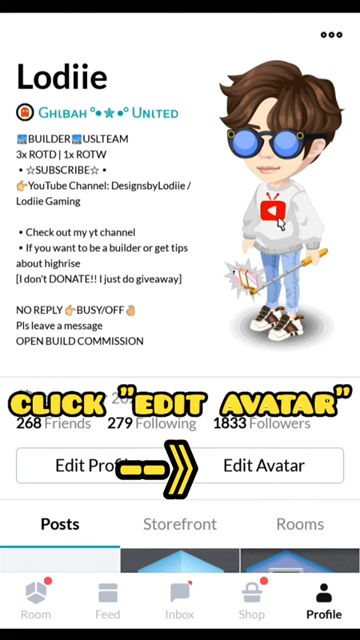 Lodiie
Ghibah °•★•° United
🏙BUILDER🏙USLTEAM
3x ROTD | 1x ROTW
▪☆SUBSCRIBE☆▪
👉YouTube Channel: DesignsbyLodiie /
Lodiie Gaming
▪Check out my yt channel
▪If you want to be a builder or get tips
about highrise
[I don't DONATE!! I just do giveaway]
NO REPLY 👉BUSY/OFF👌
Pls leave a message
OPEN BUILD COMMISSION
CLICK "EDIT AVATAR"
268 Friends 279 Following 1833 Followers
Edit Prof Edit Avatar
Posts Storefront Rooms
Room Feed Inbox Shop Profile